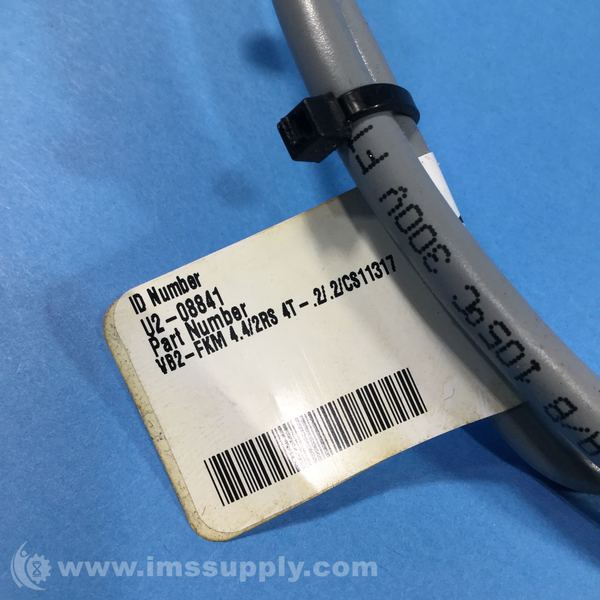 ID Number
U2-08841
Part Number
VB2-FKM 4.4/2RS 4T-.2/.2/CS11317
300V F
105°C
www.imssupply.com